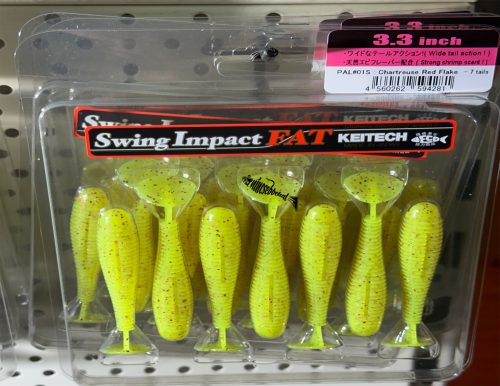 3.3 inch
・ワイドなテールアクション!( Wide tail action ! )
・天然エビフレーバー配合 ( Strong shrimp scent ! )
PAL#01S Chartreuse Red Flake - 7 tails
4 560262 594281
Swing Impact FAT KEITECH